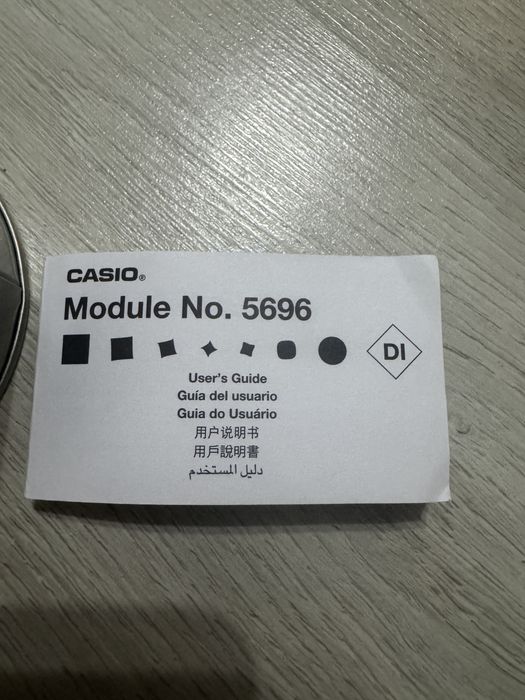 CASIO®
Module No. 5696
DI
User's Guide
Guía del usuario
Guia do Usuário
用户说明书
用戶說明書
دليل المستخدم